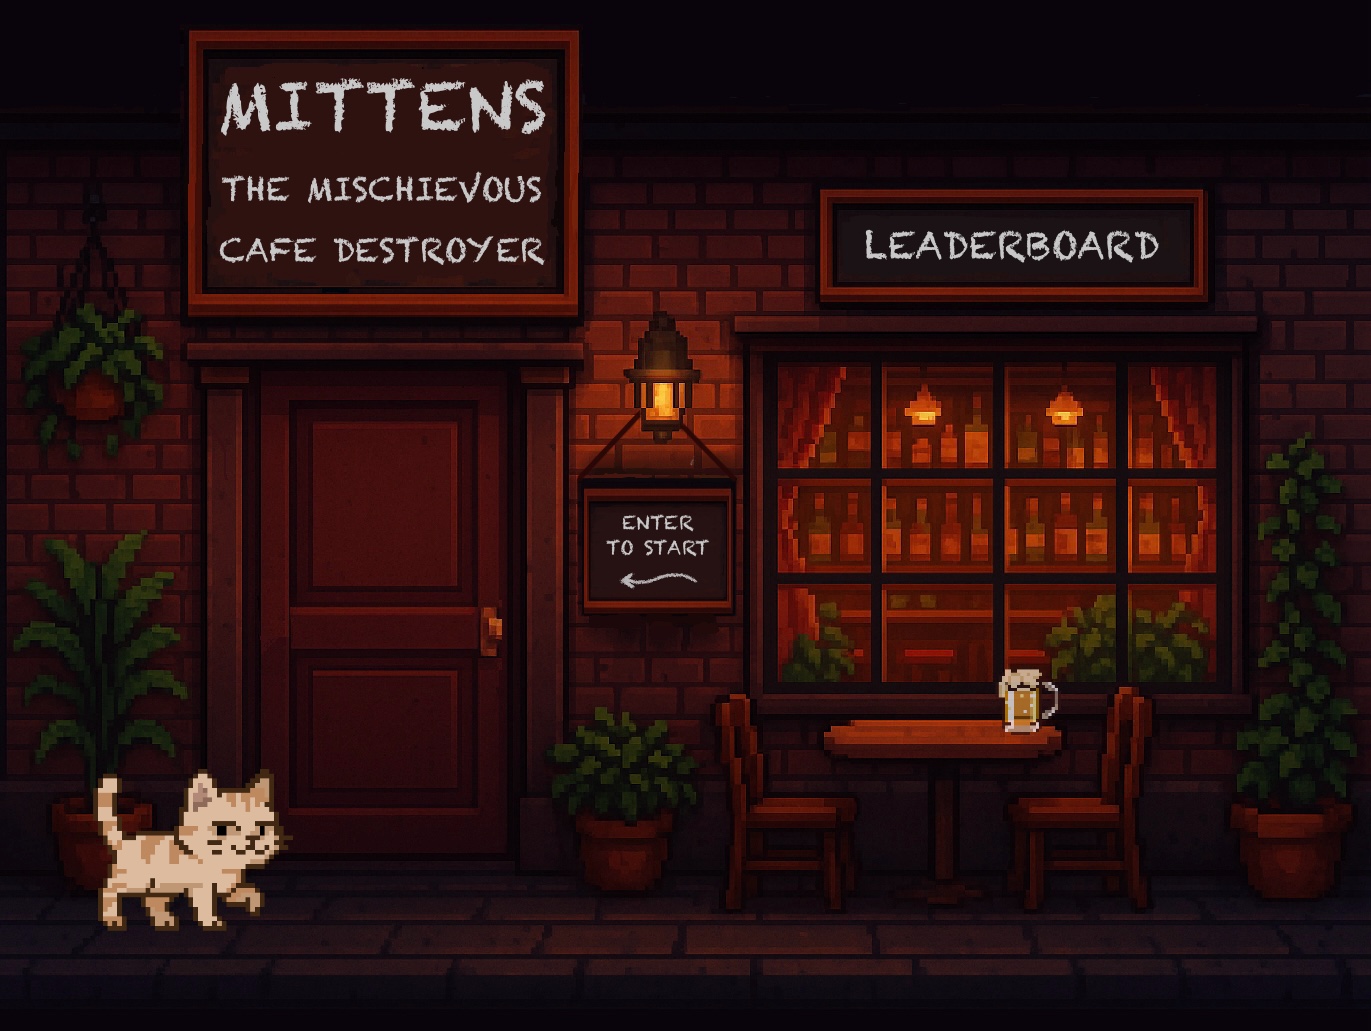 MITTENS
THE MISCHIEVOUS
CAFE DESTROYER
LEADERBOARD
ENTER
TO START